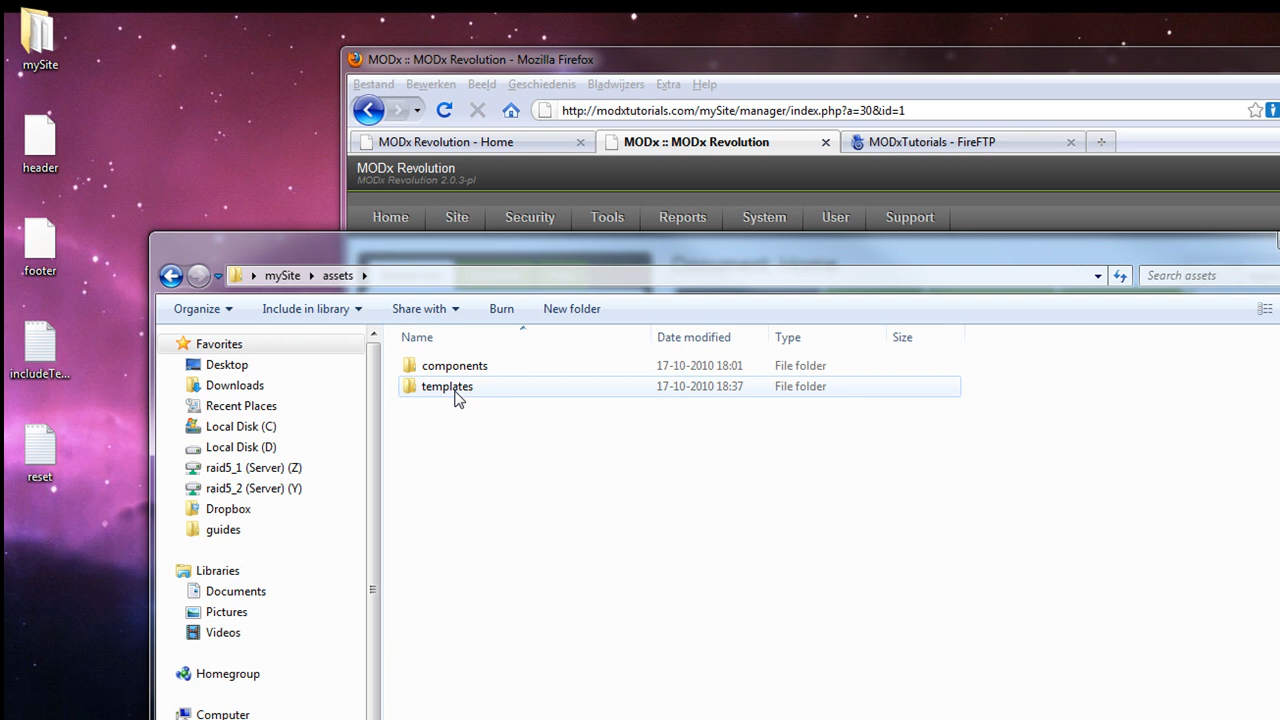 mySite
header
.footer
includeTe...
reset
MODx :: MODx Revolution - Mozilla Firefox
Bestand Bewerken Beeld Geschiedenis Bladwijzers Extra Help
http://modxtutorials.com/mySite/manager/index.php?a=30&id=1
MODx Revolution - Home MODx :: MODx Revolution MODxTutorials - FireFTP
MODx Revolution
MODx Revolution 2.0.3-pl
Home Site Security Tools Reports System User Support
mySite assets Search assets
Organize Include in library Share with Burn New folder
Name Date modified Type Size
components 17-10-2010 18:01 File folder
templates 17-10-2010 18:37 File folder
Favorites
Desktop
Downloads
Recent Places
Local Disk (C)
Local Disk (D)
raid5_1 (Server) (Z)
raid5_2 (Server) (Y)
Dropbox
guides
Libraries
Documents
Pictures
Videos
Homegroup
Computer